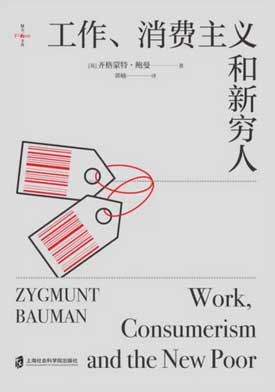 工作、消费主义
和新穷人
[英]齐格蒙特·鲍曼——著
郭楠——译
ZYGMUNT
BAUMAN
Work,
Consumerism
and the New Poor
上海社会科学院出版社